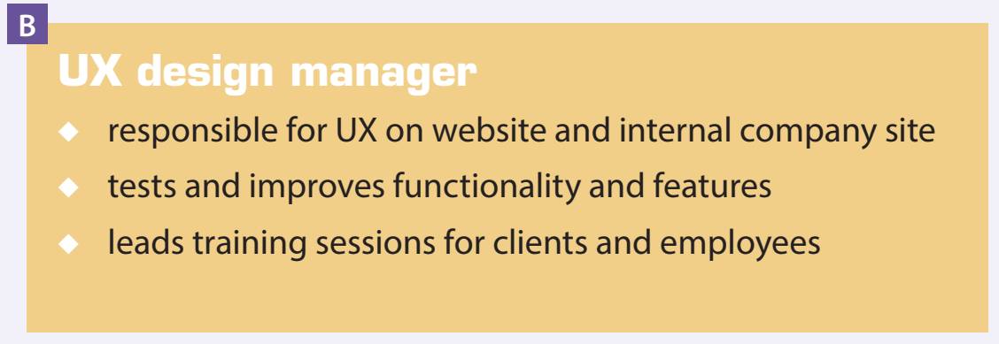 B
UX design manager
responsible for UX on website and internal company site
tests and improves functionality and features
leads training sessions for clients and employees